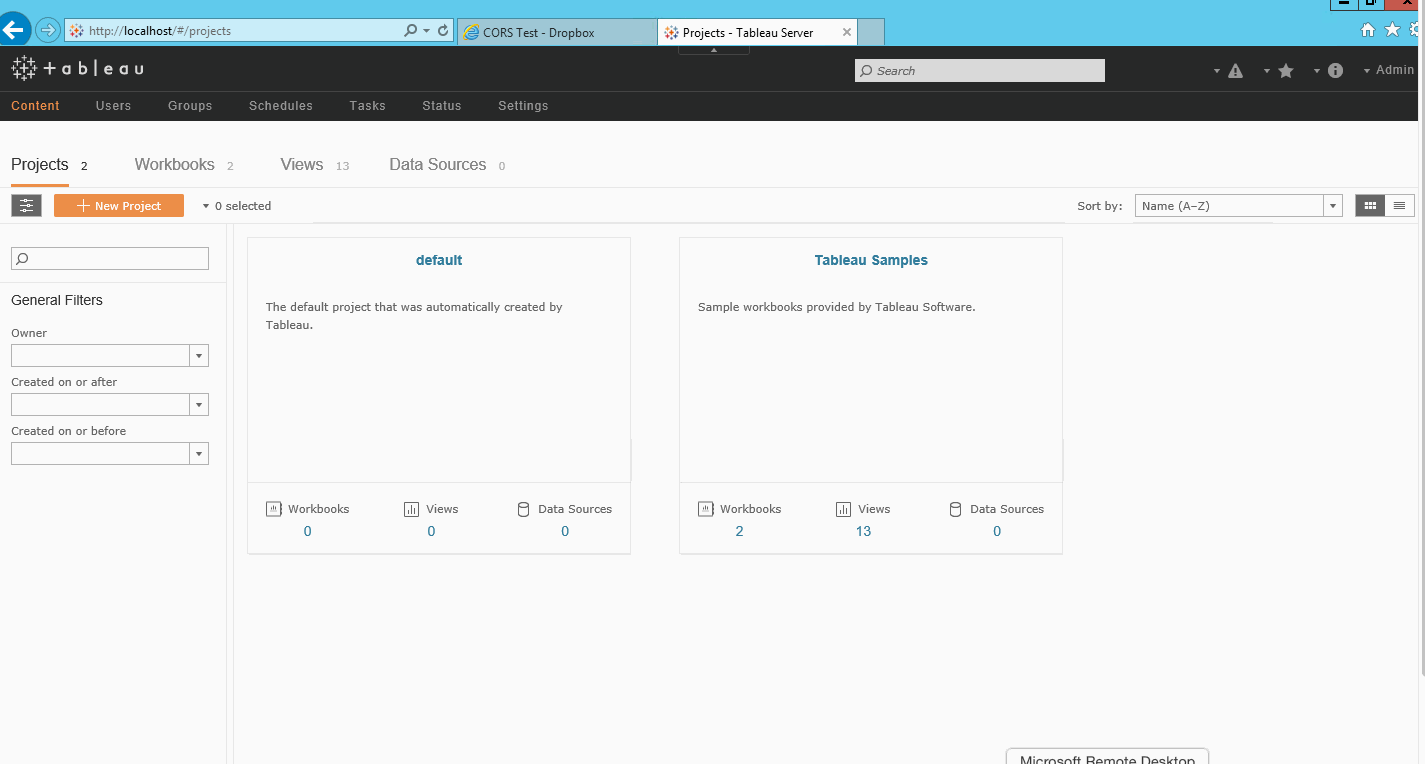 http://localhost/#/projects
CORS Test - Dropbox
Projects - Tableau Server
+ a b | e a u
Search
Admin
Content Users Groups Schedules Tasks Status Settings
Projects 2 Workbooks 2 Views 13 Data Sources 0
New Project
0 selected
Sort by: Name (A–Z)
General Filters
Owner
Created on or after
Created on or before
default
The default project that was automatically created by
Tableau.
Workbooks Views Data Sources
0 0 0
Tableau Samples
Sample workbooks provided by Tableau Software.
Workbooks Views Data Sources
2 13 0
Microsoft Remote Desktop